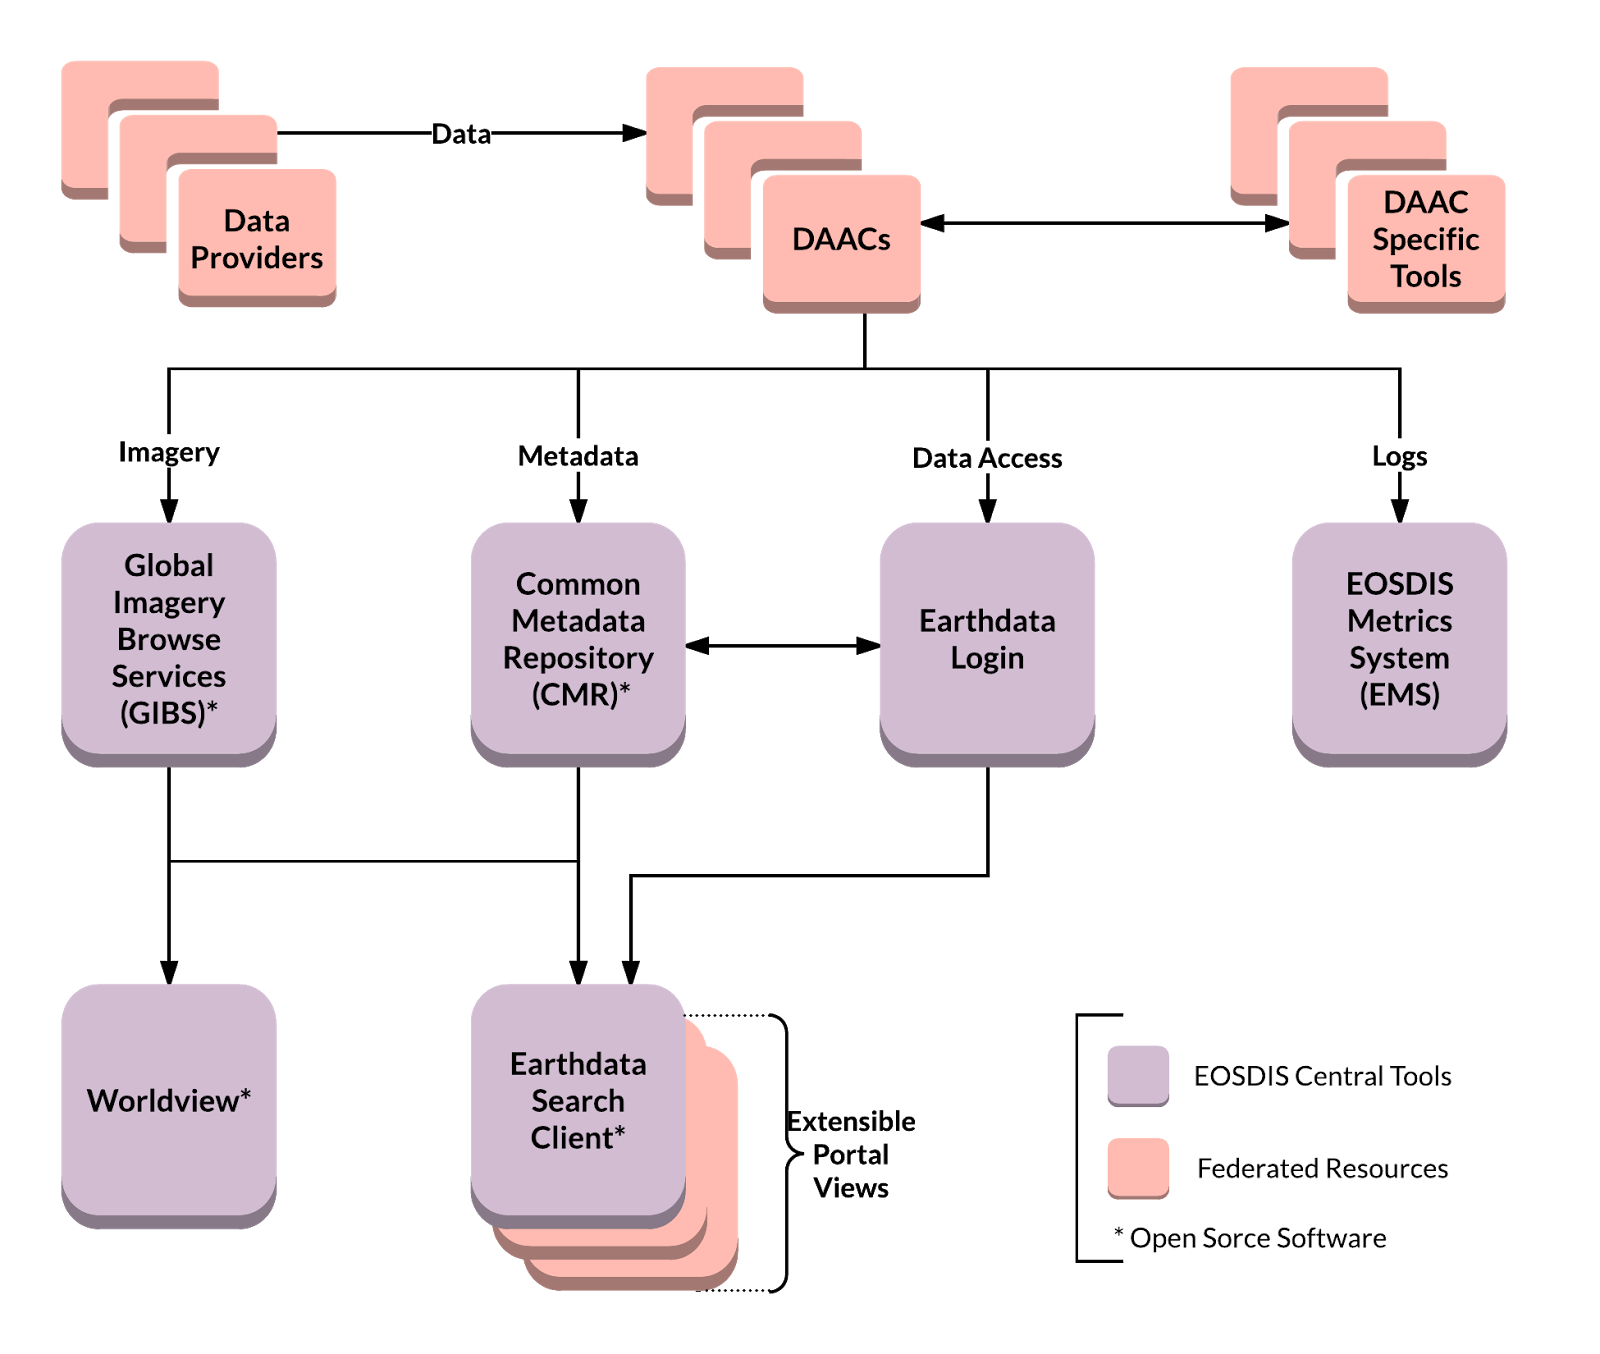 Data
Providers
Data
DAACs
DAAC
Specific
Tools
Imagery
Metadata
Data Access
Logs
Global
Imagery
Browse
Services
(GIBS)*
Common
Metadata
Repository
(CMR)*
Earthdata
Login
EOSDIS
Metrics
System
(EMS)
Worldview*
Earthdata
Search
Client*
Extensible
Portal
Views
EOSDIS Central Tools
Federated Resources
* Open Sorce Software